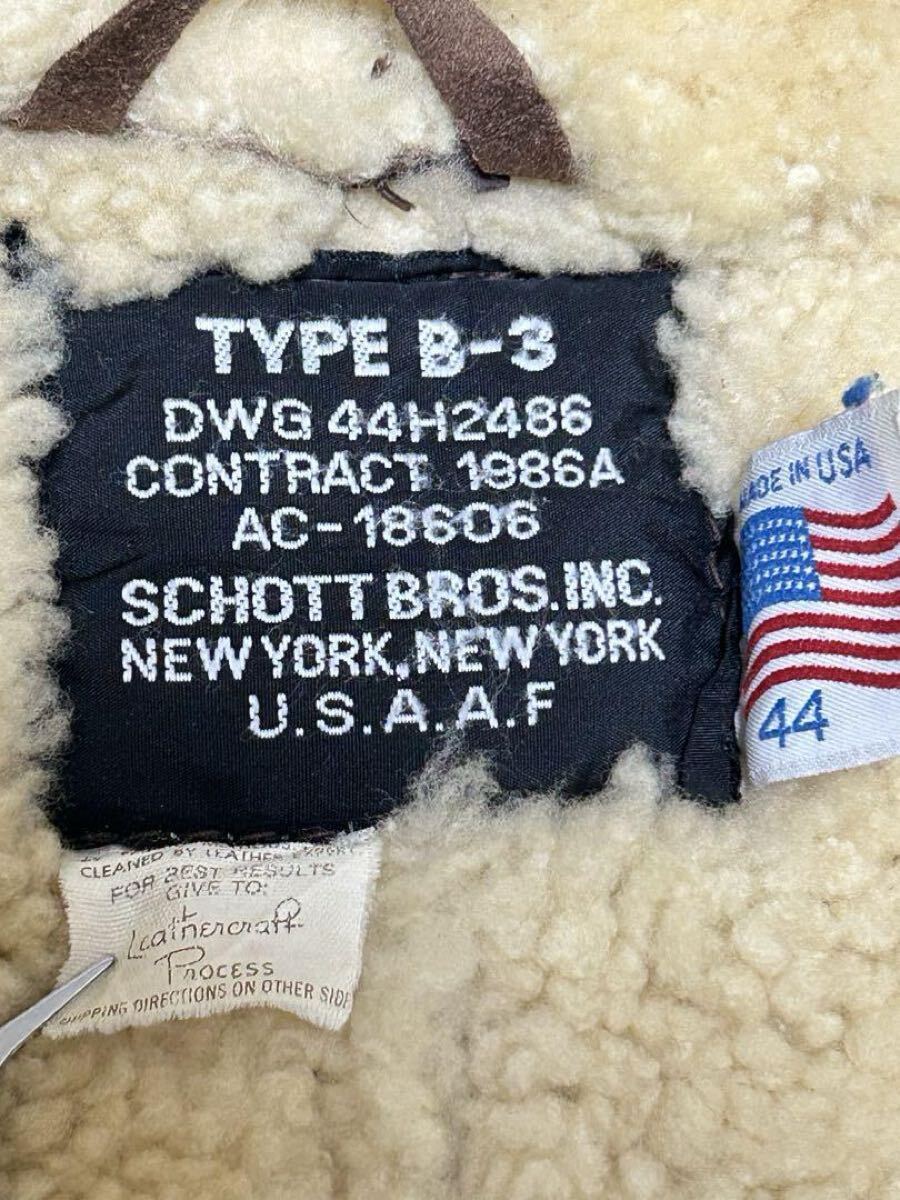 TYPE B-3
DWG 44H2486
CONTRACT 1986A
AC-18606
SCHOTT BROS.INC.
NEW YORK,NEW YORK
U.S.A.A.F
MADE IN USA
44
CLEANED BY LEATHER EXPERT
FOR BEST RESULTS
GIVE TO:
Leathercraft
Process
SHIPPING DIRECTIONS ON OTHER SIDE